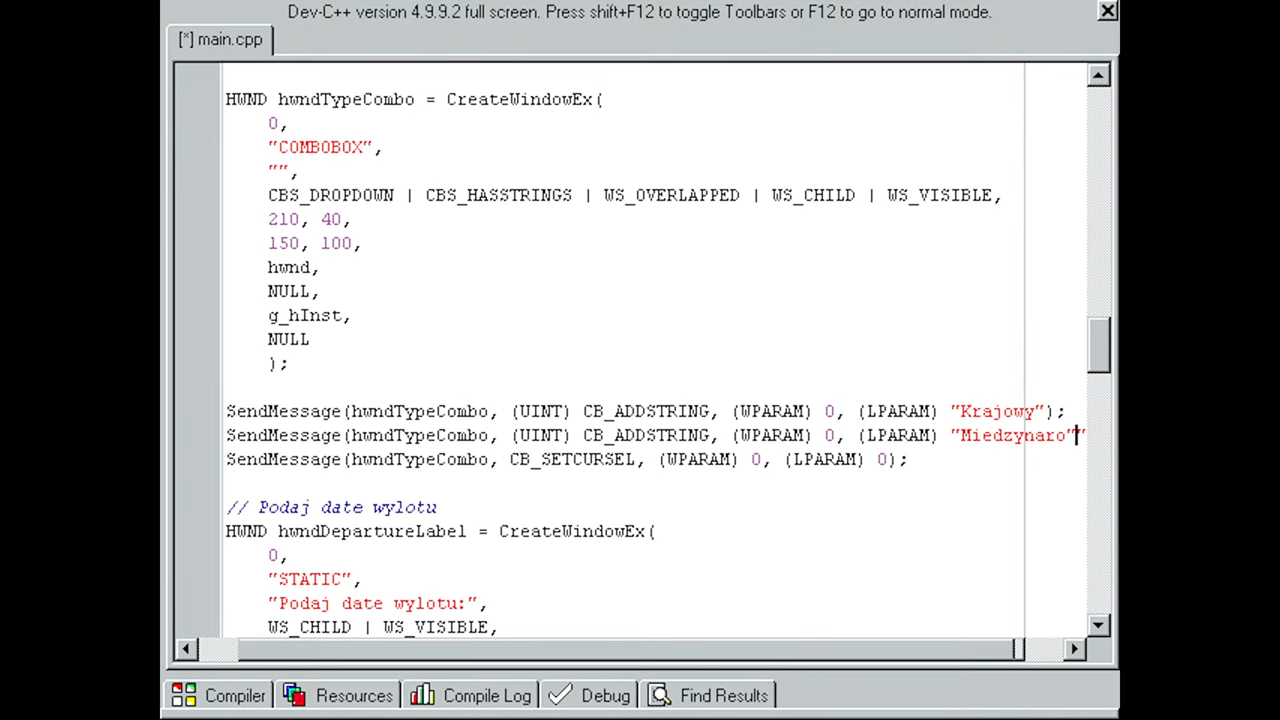 Dev-C++ version 4.9.9.2 full screen. Press shift+F12 to toggle Toolbars or F12 to go to normal mode.
[*] main.cpp
HWND hwndTypeCombo = CreateWindowEx(
0,
"COMBOBOX",
"",
CBS_DROPDOWN | CBS_HASSTRINGS | WS_OVERLAPPED | WS_CHILD | WS_VISIBLE,
210, 40,
150, 100,
hwnd,
NULL,
g_hInst,
NULL
);
SendMessage(hwndTypeCombo, (UINT) CB_ADDSTRING, (WPARAM) 0, (LPARAM) "Krajowy");
SendMessage(hwndTypeCombo, (UINT) CB_ADDSTRING, (WPARAM) 0, (LPARAM) "Miedzynaro""
SendMessage(hwndTypeCombo, CB_SETCURSEL, (WPARAM) 0, (LPARAM) 0);
// Podaj date wylotu
HWND hwndDepartureLabel = CreateWindowEx(
0,
"STATIC",
"Podaj date wylotu:",
WS_CHILD | WS_VISIBLE,
Compiler Resources Compile Log Debug Find Results